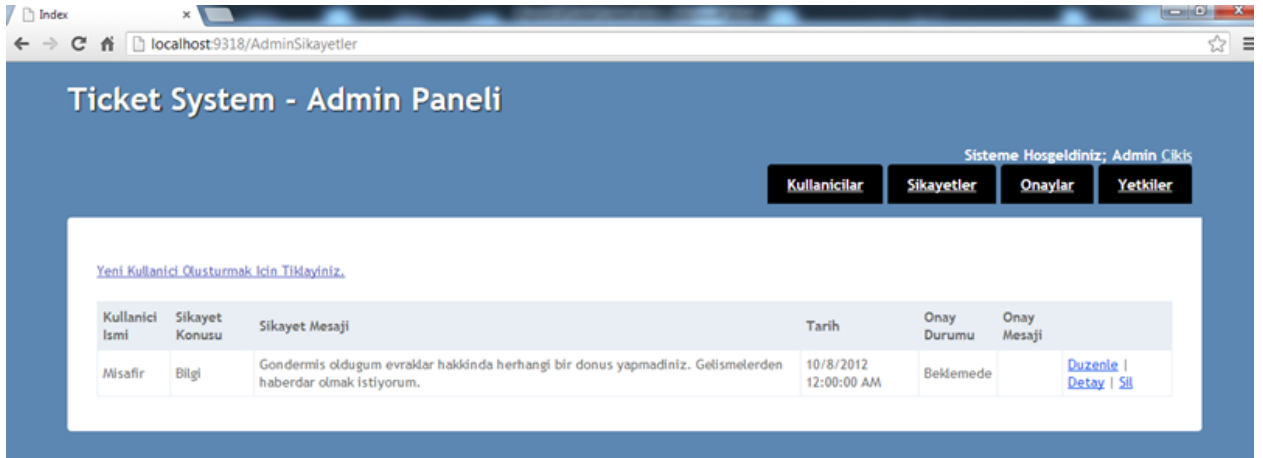 Index
localhost:9318/AdminSikayetler
Ticket System - Admin Paneli
Sisteme Hosgeldiniz; Admin Cikis
Kullanicilar Sikayetler Onaylar Yetkiler
Yeni Kullanici Olusturmak Icin Tiklayiniz.
Kullanici Ismi Sikayet Konusu Sikayet Mesaji Tarih Onay Durumu Onay Mesaji
Misafir Bilgi Gondermis oldugum evraklar hakkinda herhangi bir donus yapmadiniz. Gelismelerden haberdar olmak istiyorum. 10/8/2012 12:00:00 AM Beklemede Duzenle | Detay | Sil